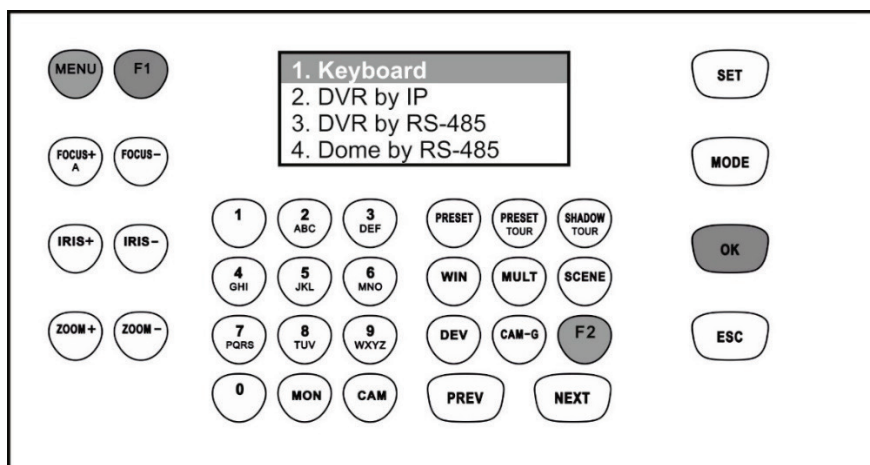 MENU
F1
1. Keyboard
2. DVR by IP
3. DVR by RS-485
4. Dome by RS-485
SET
FOCUS+
A
FOCUS-
MODE
1
2
ABC
3
DEF
PRESET
PRESET
TOUR
SHADOW
TOUR
IRIS+
IRIS-
OK
4
GHI
5
JKL
6
MNO
WIN
MULT
SCENE
ZOOM+
ZOOM-
7
PQRS
8
TUV
9
WXYZ
DEV
CAM-G
F2
ESC
0
MON
CAM
PREV
NEXT